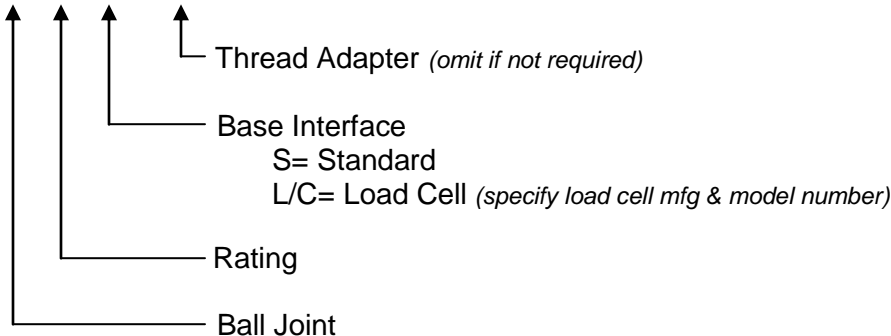 Thread Adapter (omit if not required)
Base Interface
S= Standard
L/C= Load Cell (specify load cell mfg & model number)
Rating
Ball Joint